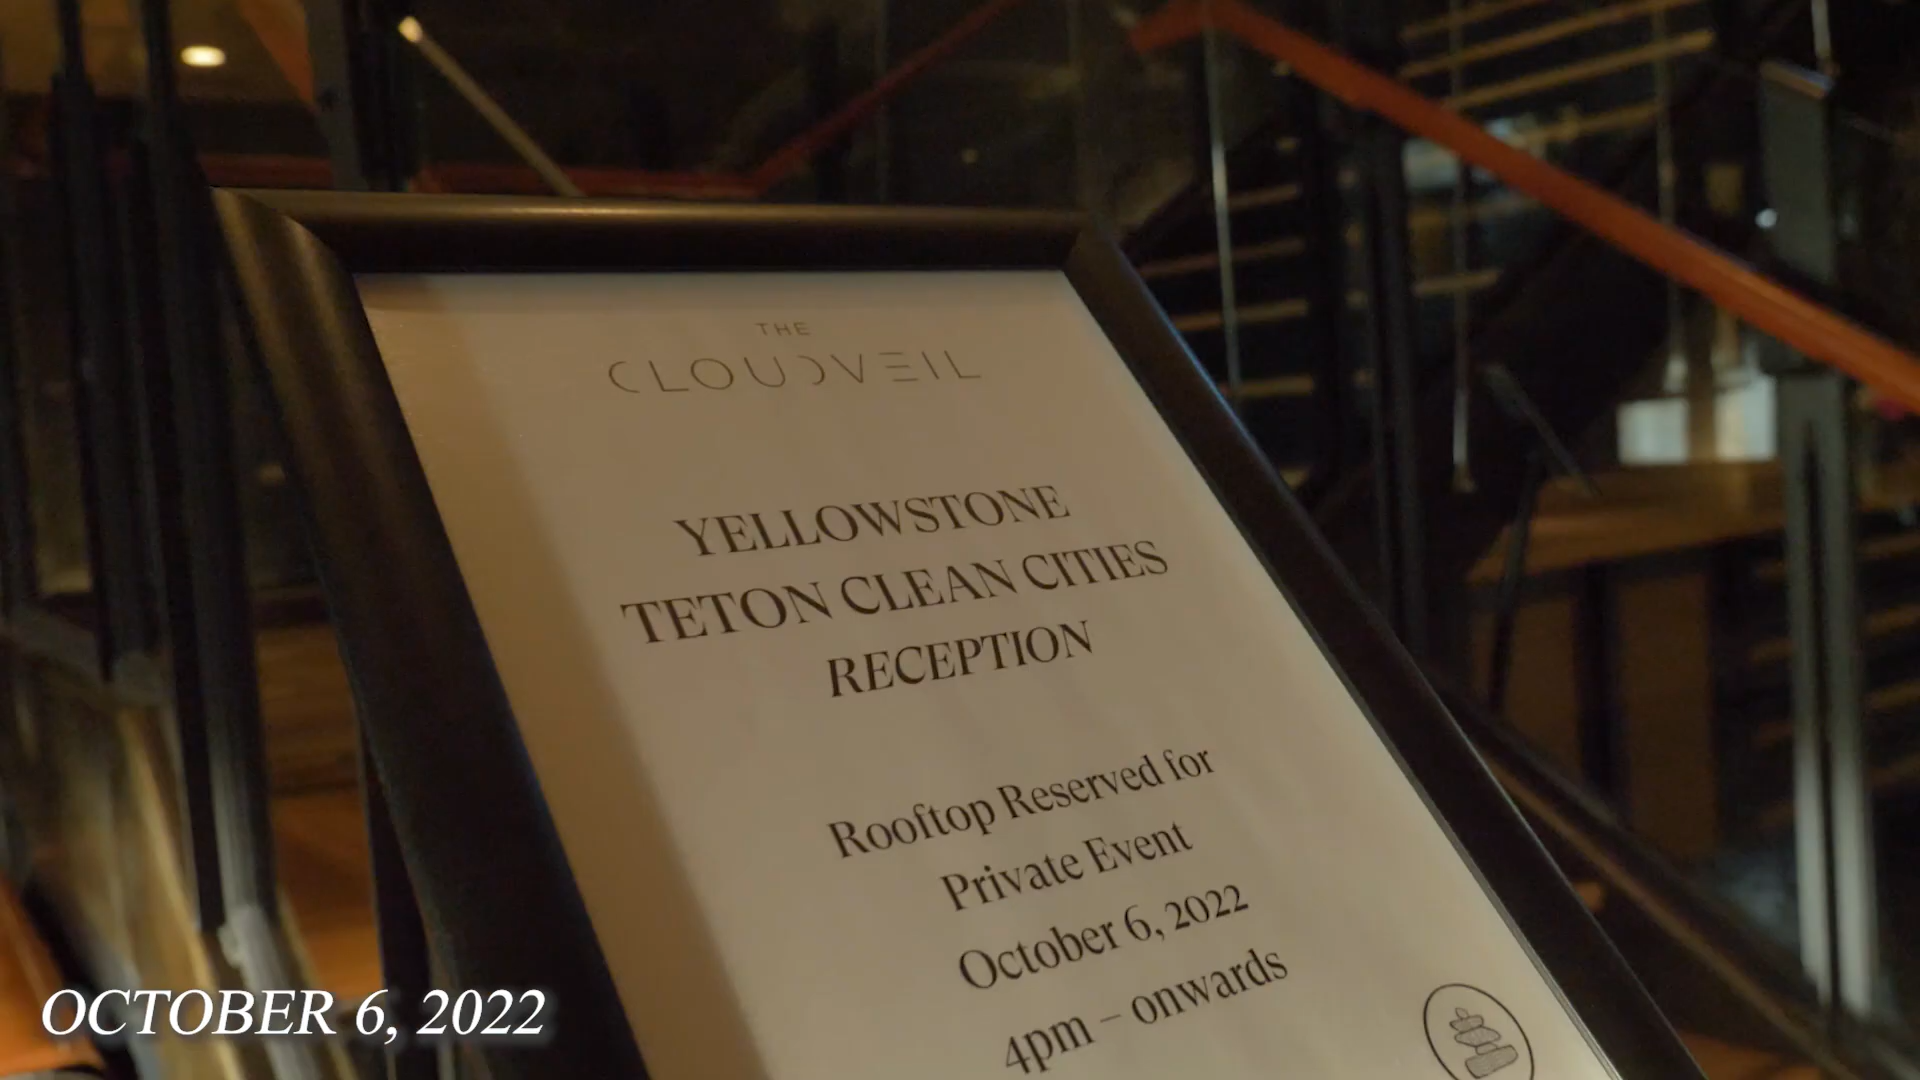 THE
CLOUDVEIL
YELLOWSTONE
TETON CLEAN CITIES
RECEPTION
Rooftop Reserved for
Private Event
October 6, 2022
4pm – onwards
OCTOBER 6, 2022